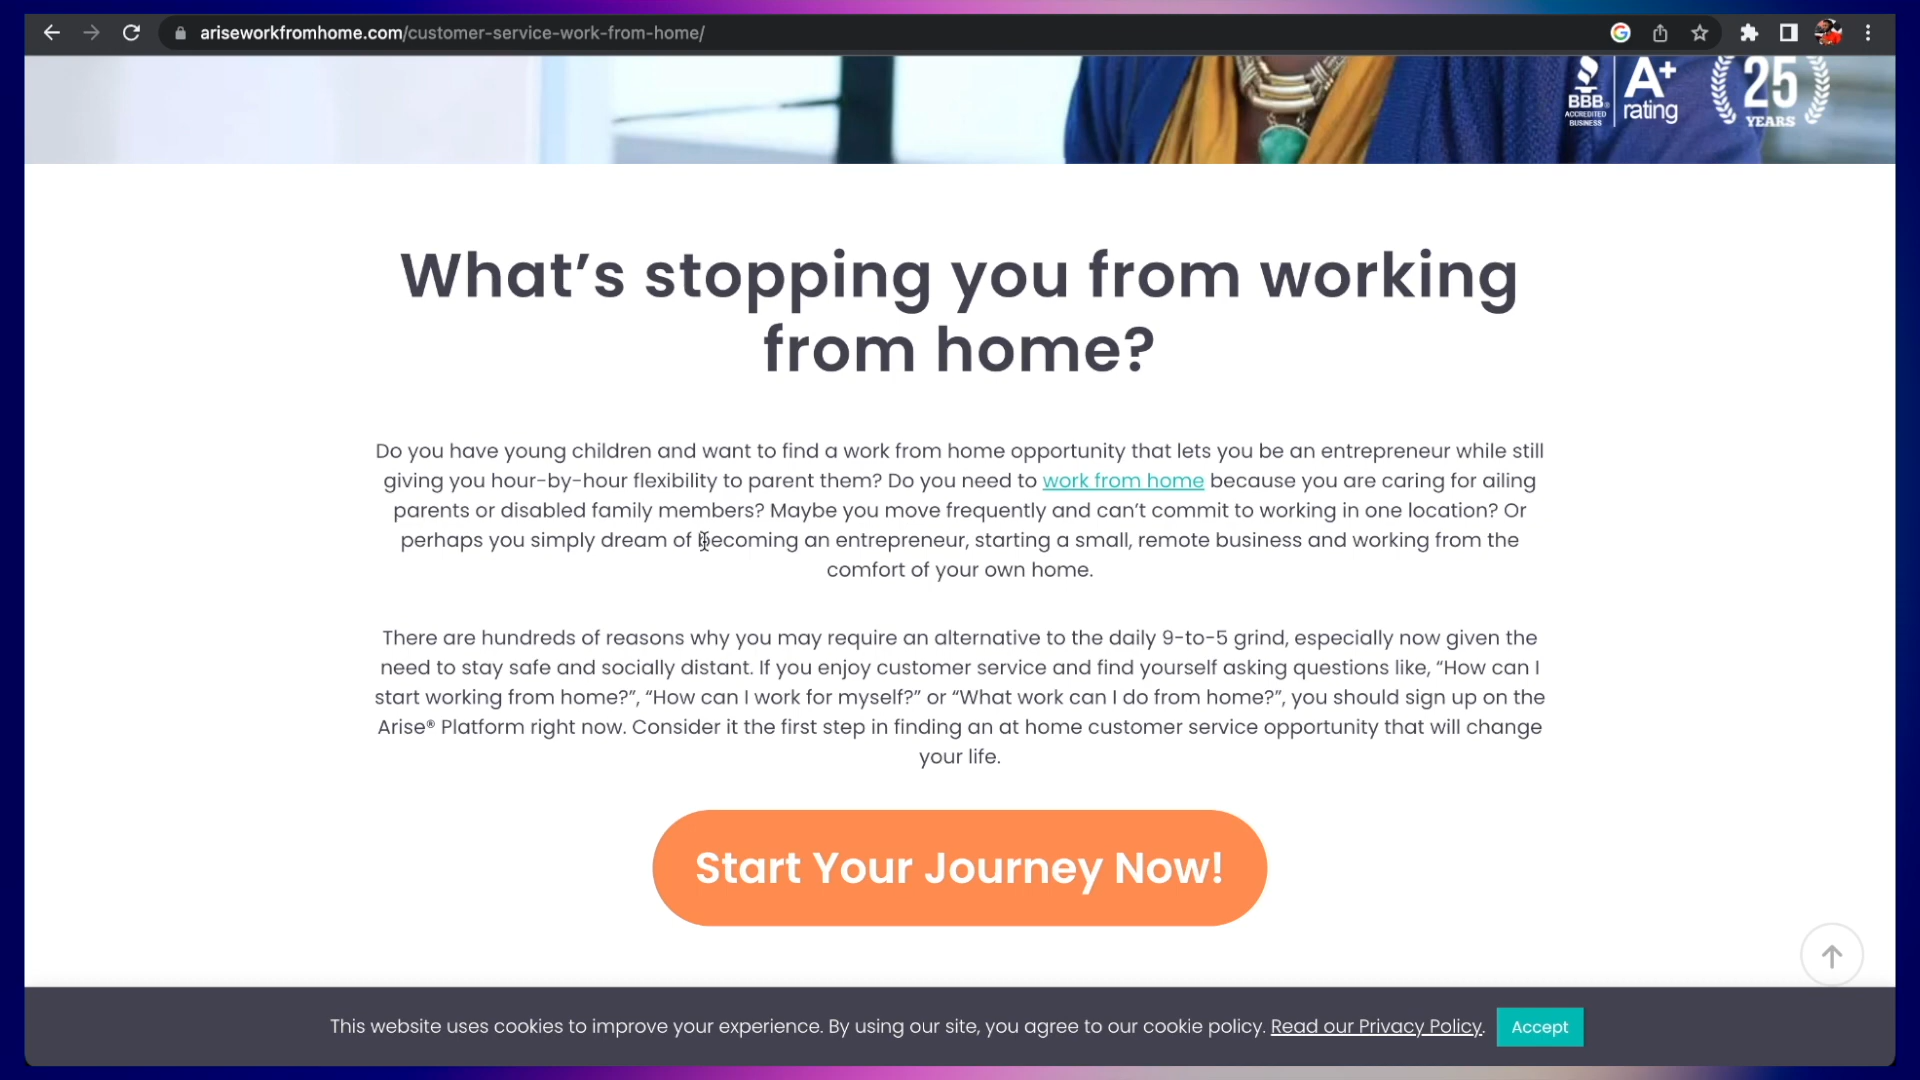 ariseworkfromhome.com/customer-service-work-from-home/
BBB. A+ 25
ACCREDITED rating YEARS
BUSINESS
What’s stopping you from working
from home?
Do you have young children and want to find a work from home opportunity that lets you be an entrepreneur while still
giving you hour-by-hour flexibility to parent them? Do you need to work from home because you are caring for ailing
parents or disabled family members? Maybe you move frequently and can’t commit to working in one location? Or
perhaps you simply dream of becoming an entrepreneur, starting a small, remote business and working from the
comfort of your own home.
There are hundreds of reasons why you may require an alternative to the daily 9-to-5 grind, especially now given the
need to stay safe and socially distant. If you enjoy customer service and find yourself asking questions like, “How can I
start working from home?”, “How can I work for myself?” or “What work can I do from home?”, you should sign up on the
Arise® Platform right now. Consider it the first step in finding an at home customer service opportunity that will change
your life.
Start Your Journey Now!
This website uses cookies to improve your experience. By using our site, you agree to our cookie policy. Read our Privacy Policy. Accept